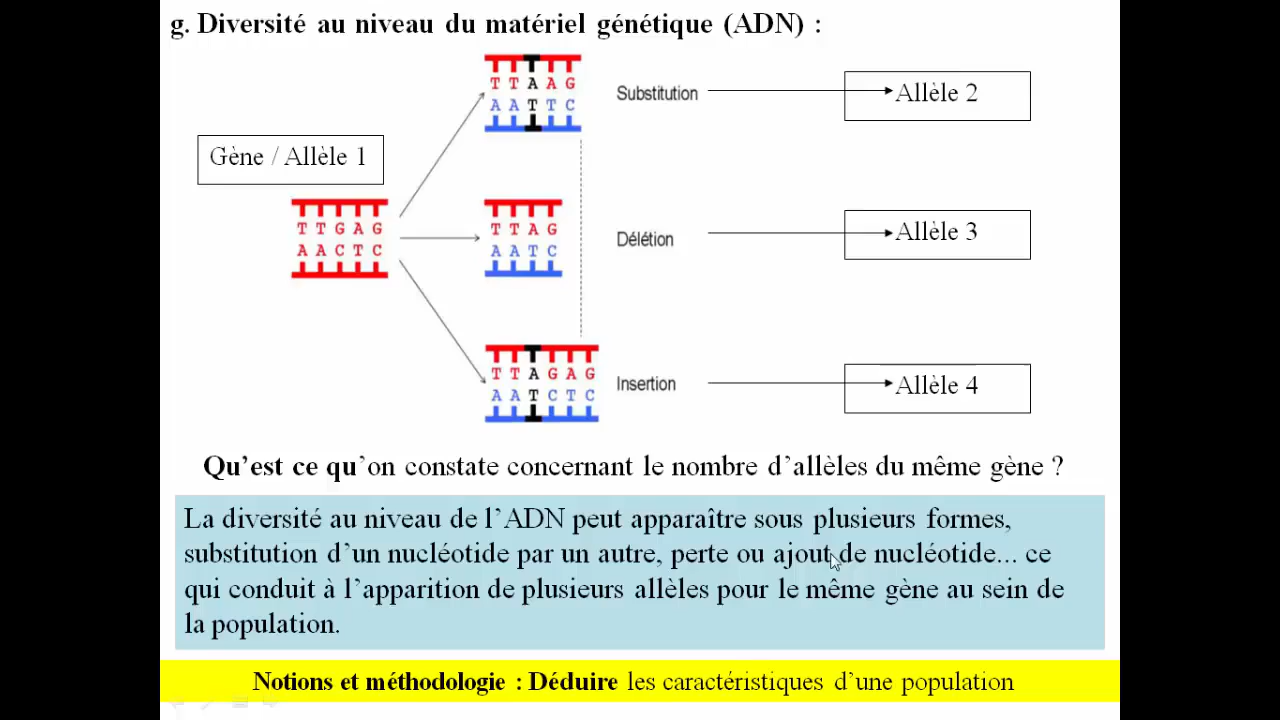 g. Diversité au niveau du matériel génétique (ADN) :
T T A A G
A A T T C
Substitution
Allèle 2
Gène / Allèle 1
T T G A G
A A C T C
T T A G
A A T C
Délétion
Allèle 3
T T A G A G
A A T C T C
Insertion
Allèle 4
Qu’est ce qu’on constate concernant le nombre d’allèles du même gène ?
La diversité au niveau de l’ADN peut apparaître sous plusieurs formes,
substitution d’un nucléotide par un autre, perte ou ajout de nucléotide... ce
qui conduit à l’apparition de plusieurs allèles pour le même gène au sein de
la population.
Notions et méthodologie : Déduire les caractéristiques d’une population